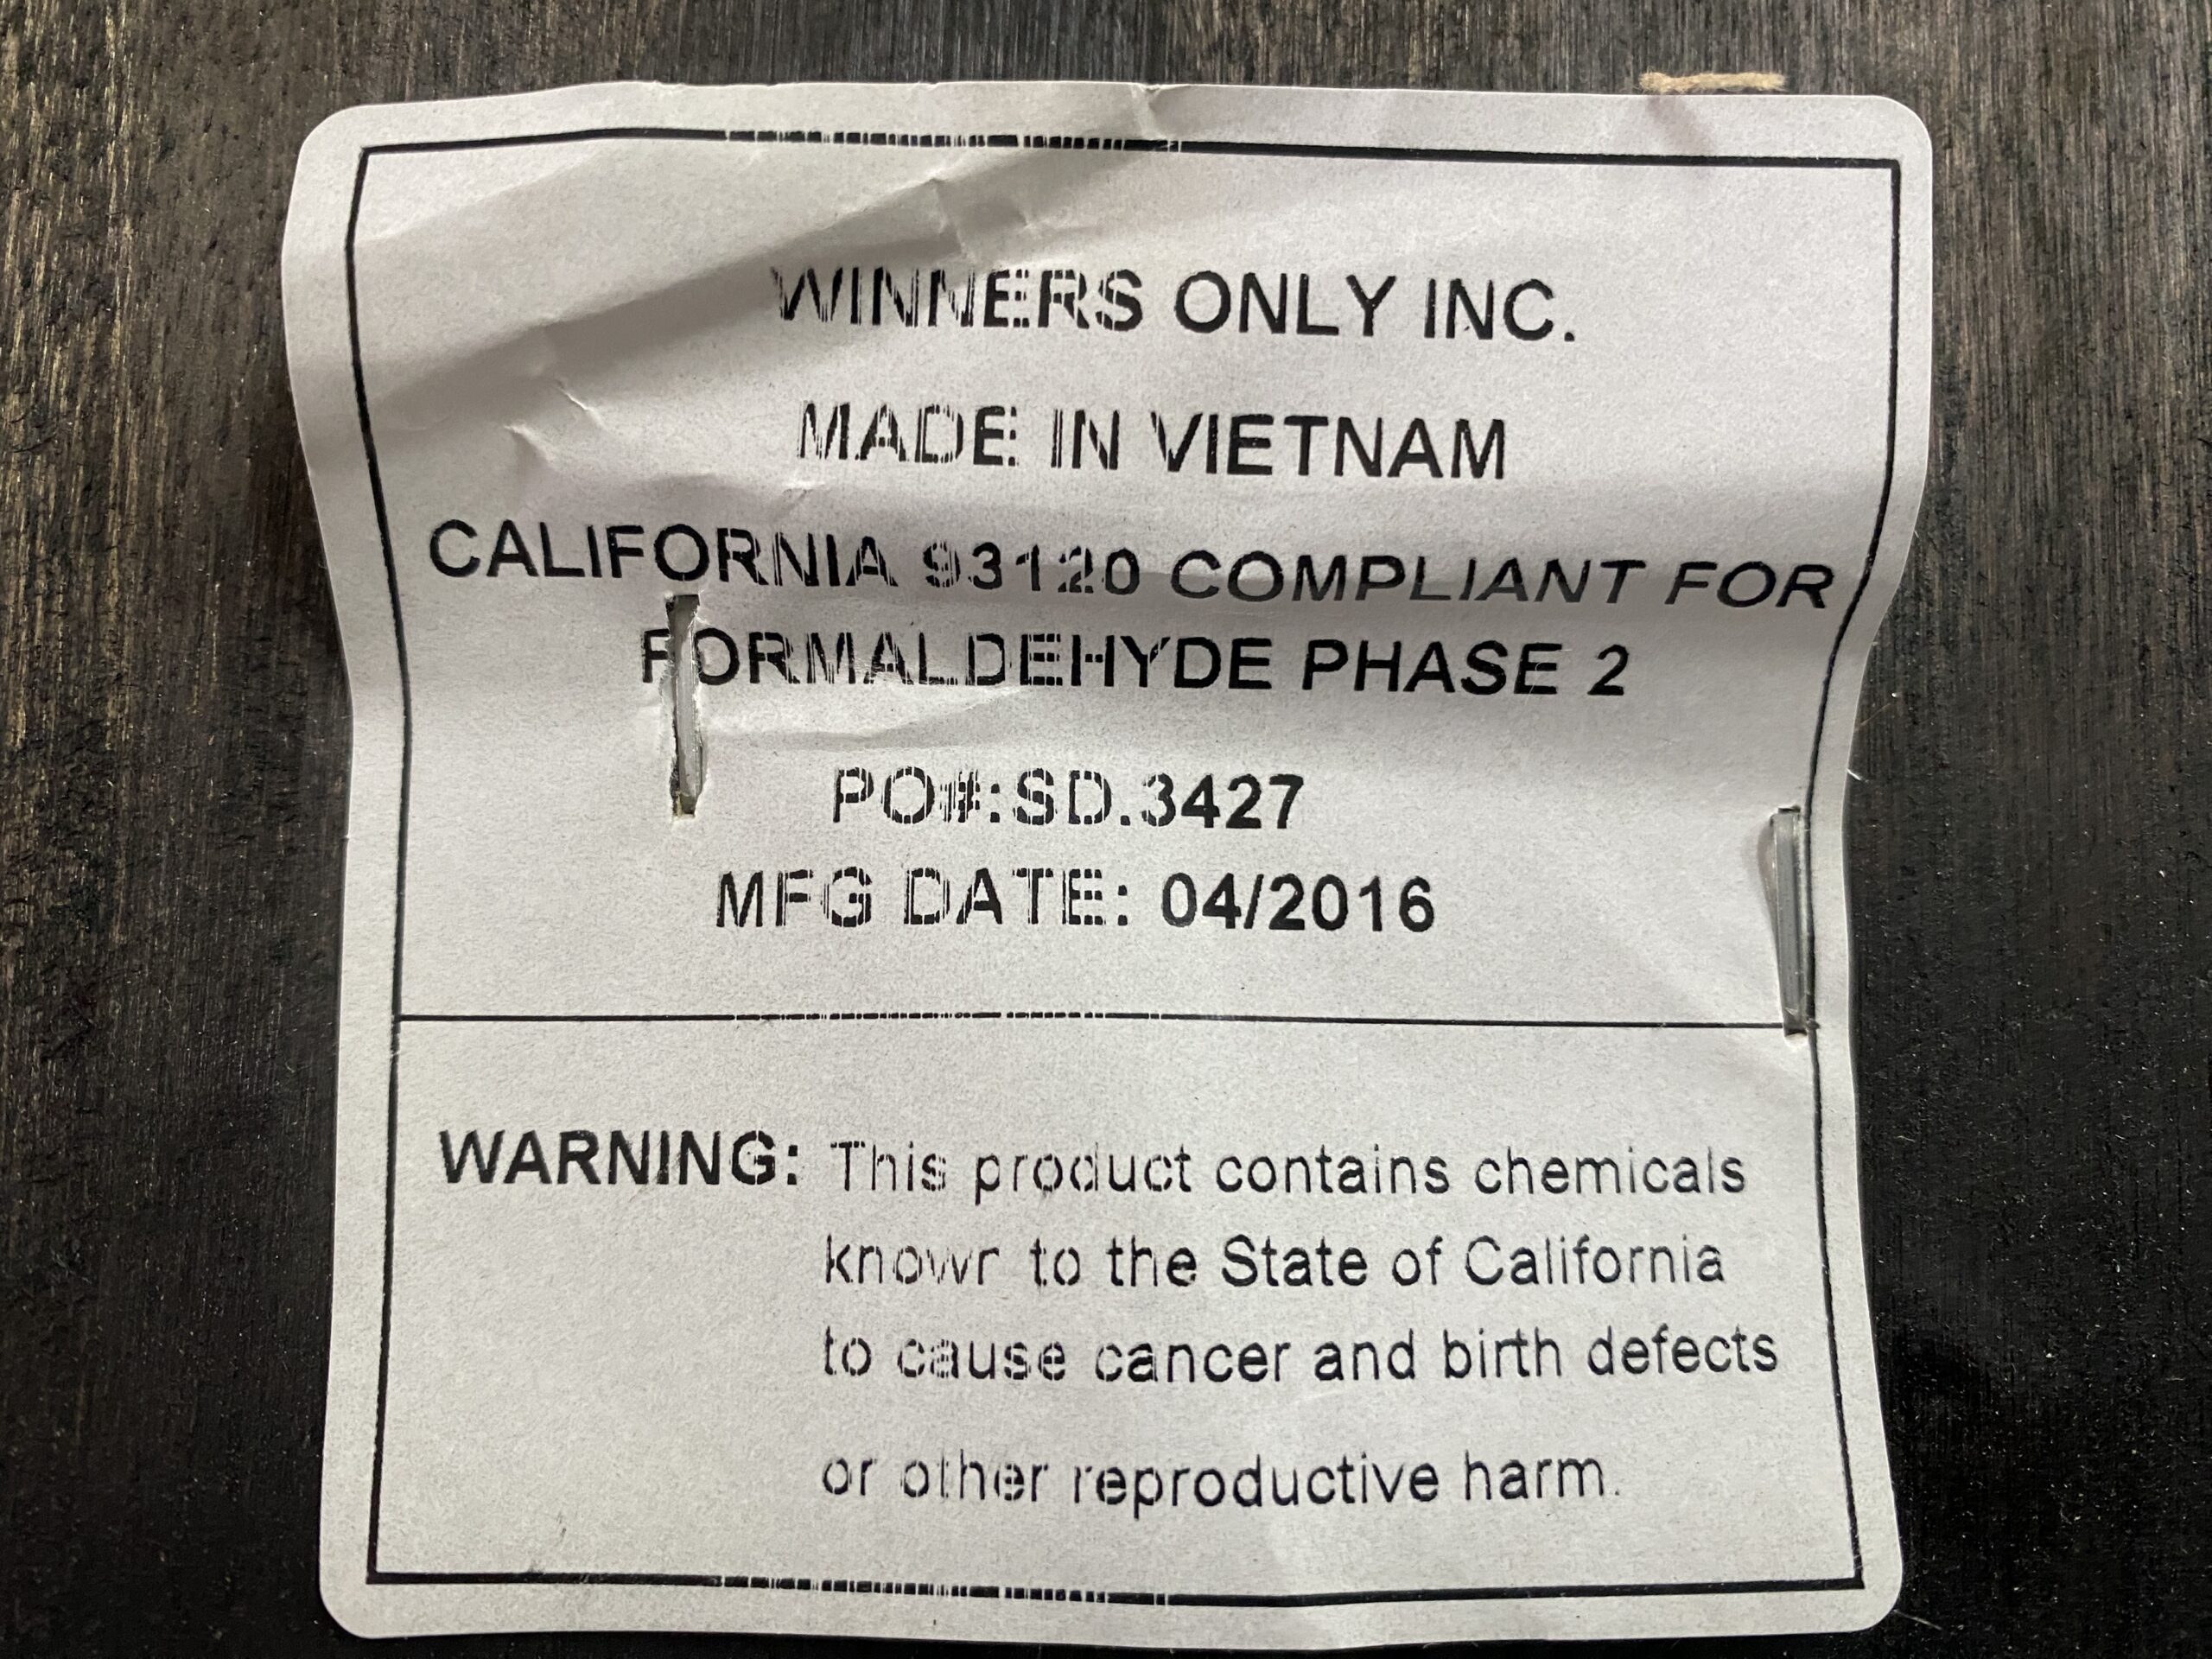 WINNERS ONLY INC.
MADE IN VIETNAM
CALIFORNIA 93120 COMPLIANT FOR
FORMALDEHYDE PHASE 2
PO#:SD.3427
MFG DATE: 04/2016
WARNING: This product contains chemicals
known to the State of California
to cause cancer and birth defects
or other reproductive harm.